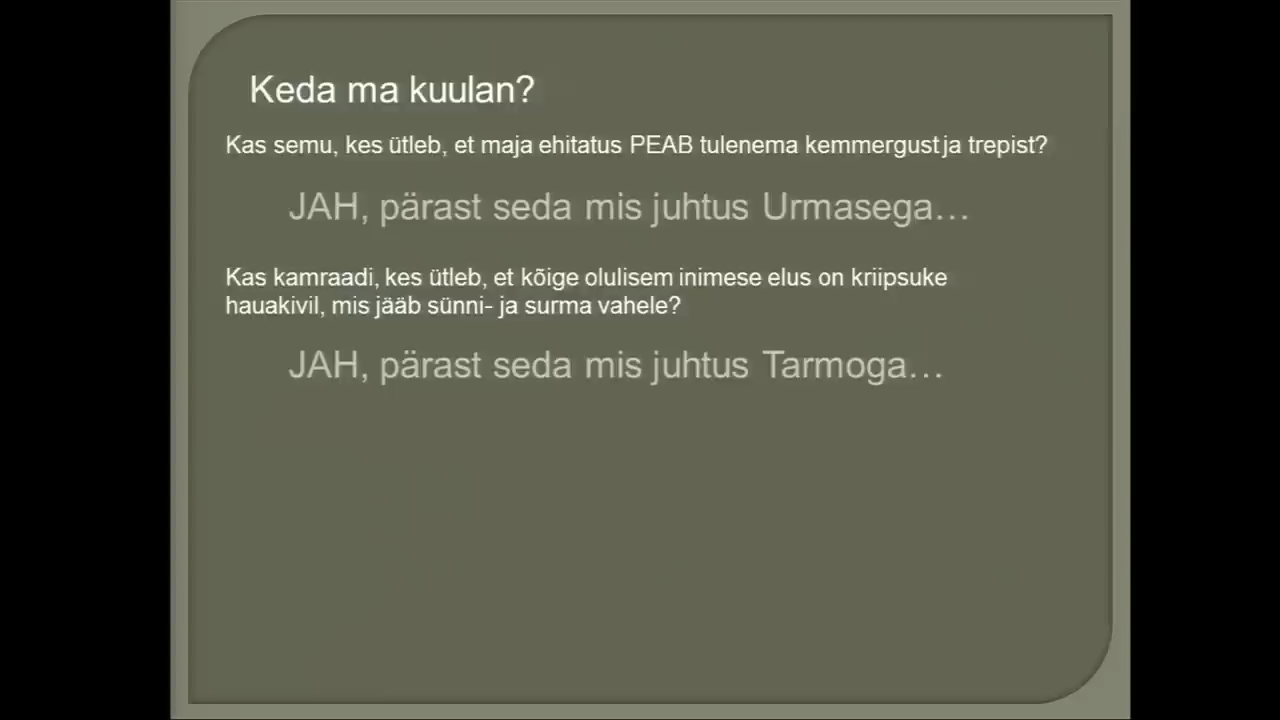 Keda ma kuulan?
Kas semu, kes ütleb, et maja ehitatus PEAB tulenema kemmergust ja trepist?
JAH, pärast seda mis juhtus Urmasega…
Kas kamraadi, kes ütleb, et kõige olulisem inimese elus on kriipsuke
hauakivil, mis jääb sünni- ja surma vahele?
JAH, pärast seda mis juhtus Tarmoga…